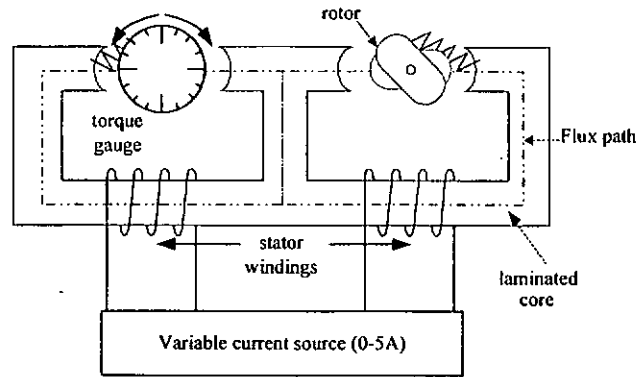 rotor
torque
gauge
Flux path
stator
windings
laminated
core
Variable current source (0-5A)